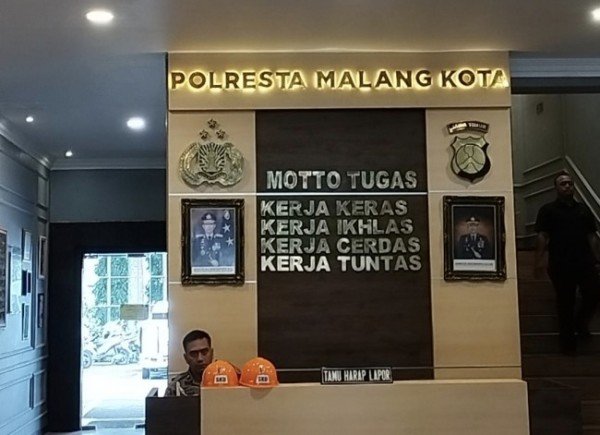 POLRESTA MALANG KOTA
MOTTO TUGAS
KERJA KERAS
KERJA IKHLAS
KERJA CERDAS
KERJA TUNTAS
TAMU HARAP LAPOR